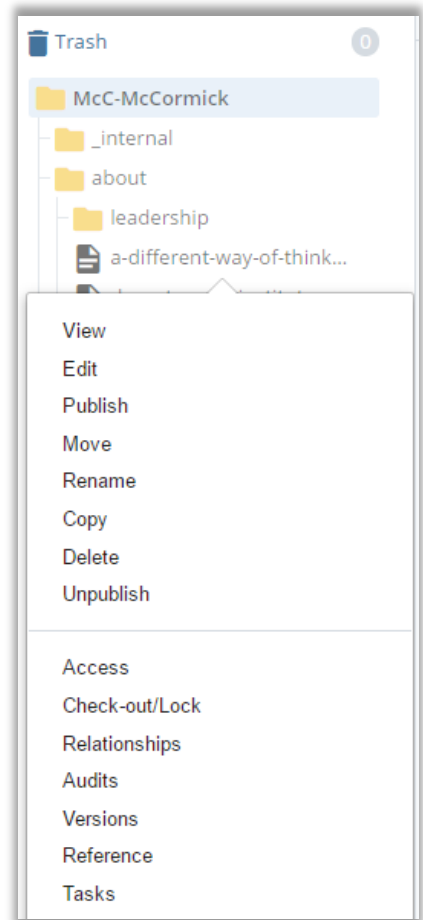 Trash 0
McC-McCormick
_internal
about
leadership
a-different-way-of-think...
View
Edit
Publish
Move
Rename
Copy
Delete
Unpublish
Access
Check-out/Lock
Relationships
Audits
Versions
Reference
Tasks